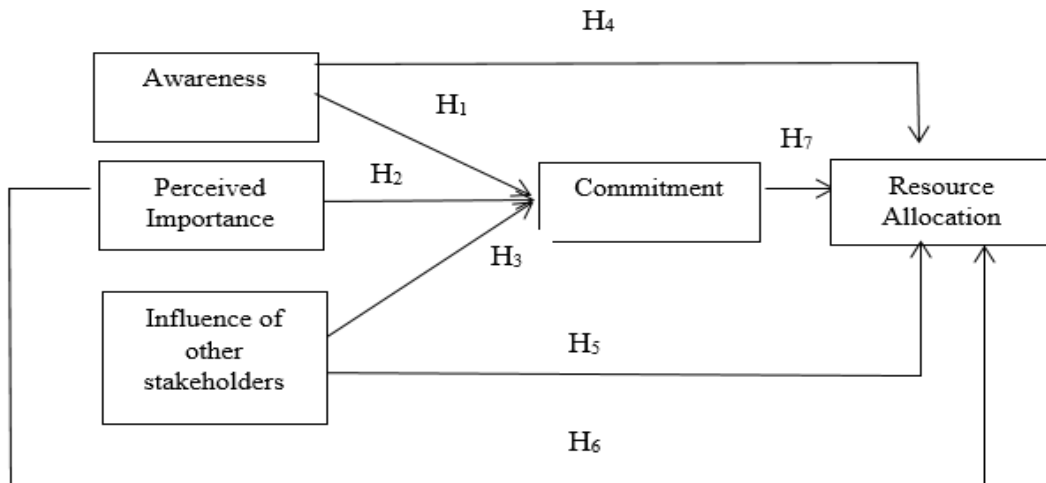 H₄
Awareness
H₁
H₇
H₂
Perceived
Importance
Commitment
Resource
Allocation
H₃
Influence of
other
stakeholders
H₅
H₆